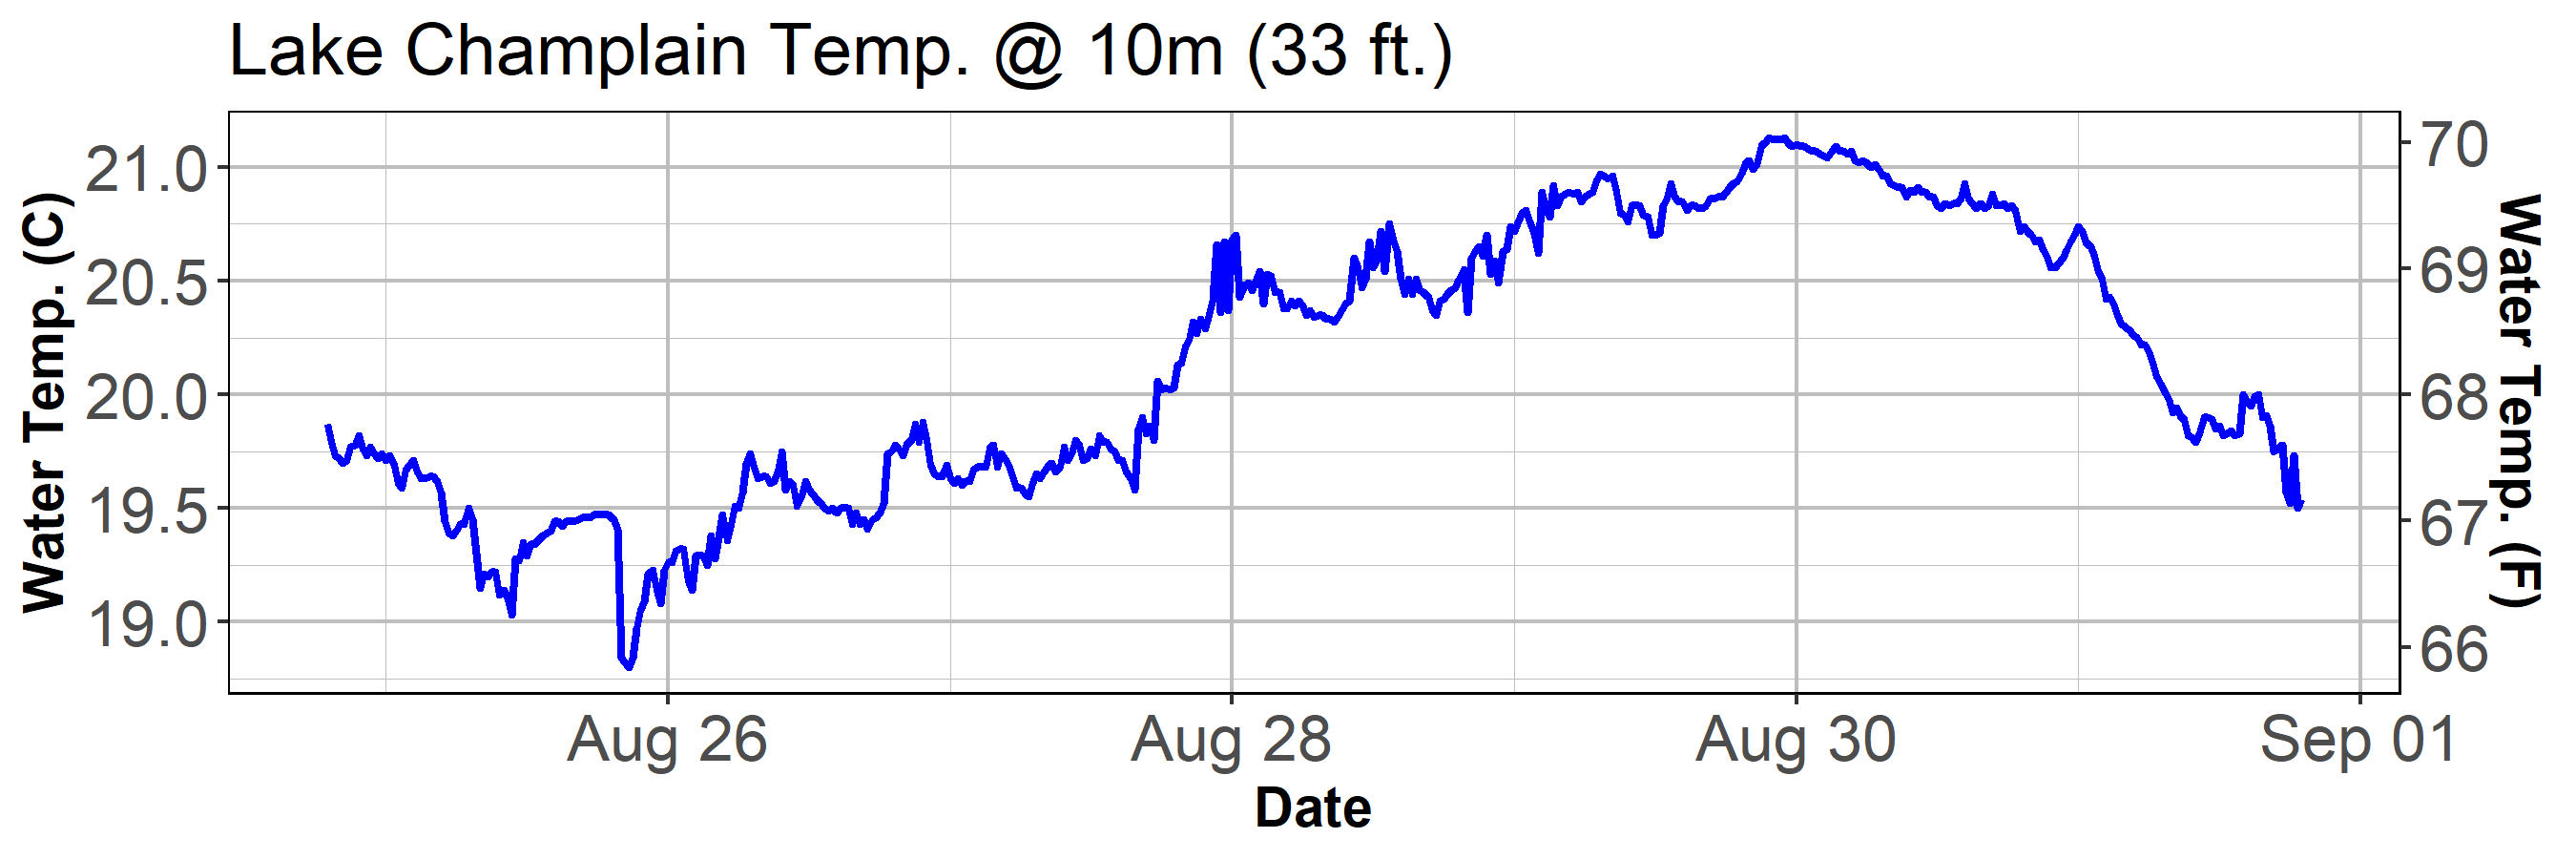 Lake Champlain Temp. @ 10m (33 ft.)
Water Temp. (C)
21.0
20.5
20.0
19.5
19.0
70
69
68
67
66
Water Temp. (F)
Aug 26
Aug 28
Aug 30
Sep 01
Date